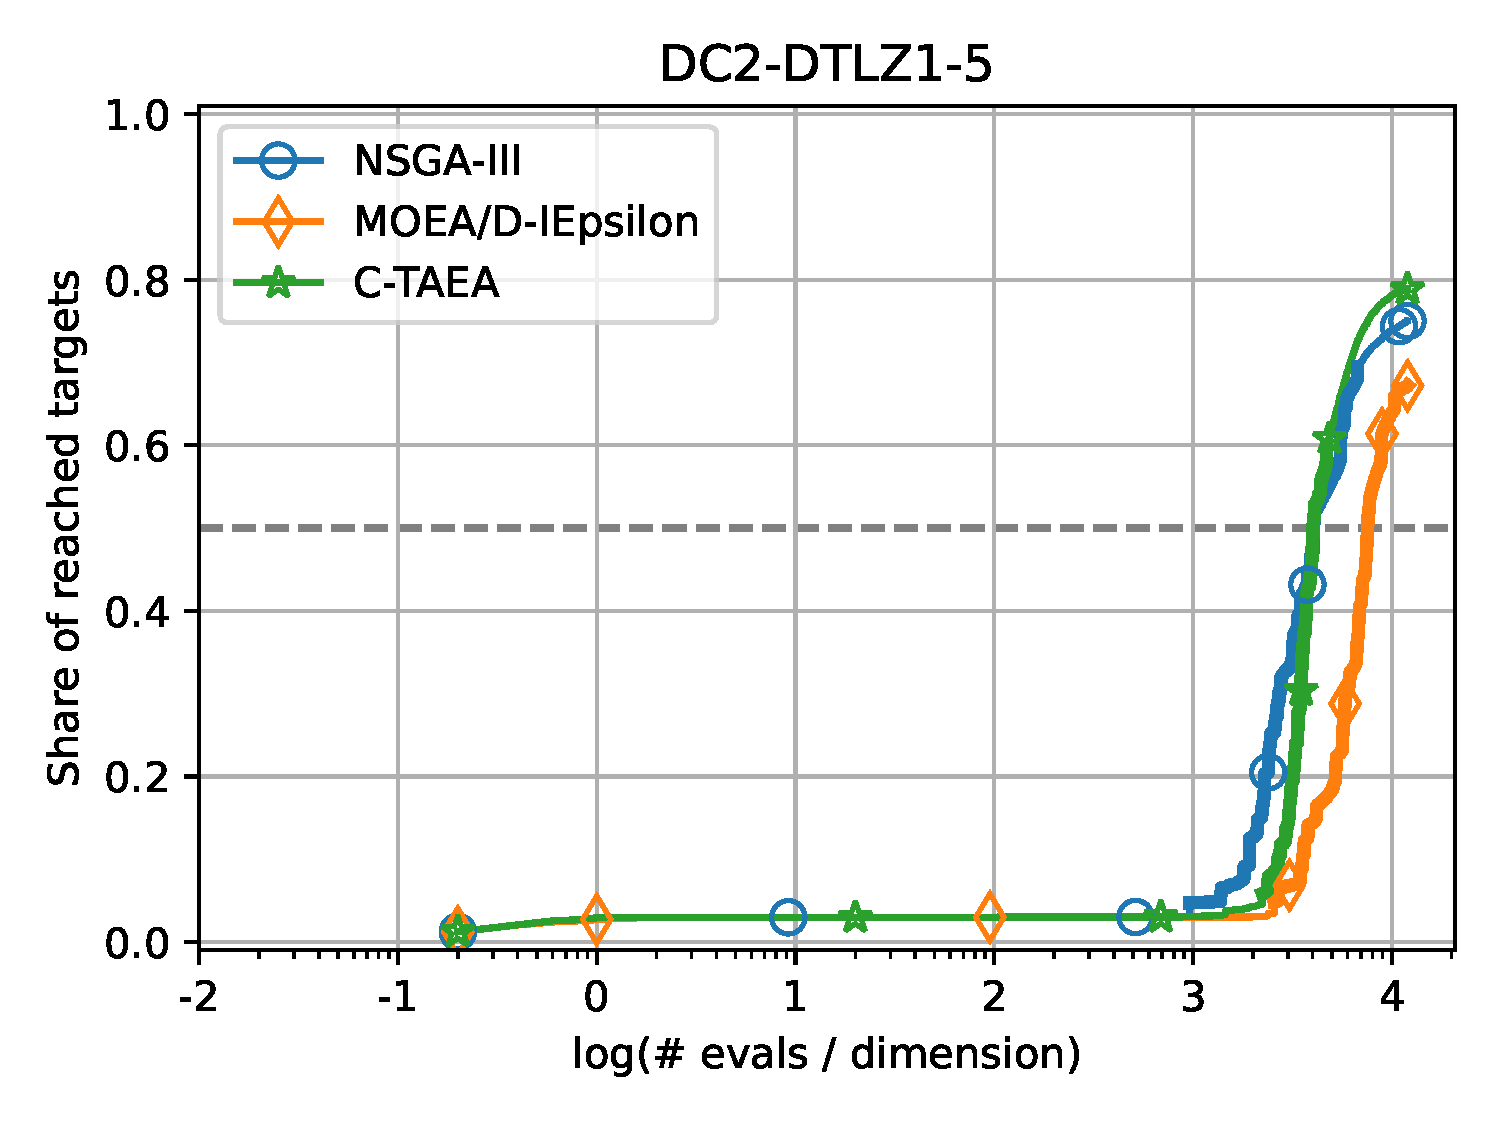 DC2-DTLZ1-5
1.0
0.8
0.6
0.4
0.2
0.0
Share of reached targets
NSGA-III
MOEA/D-IEpsilon
C-TAEA
-2 -1 0 1 2 3 4
log(# evals / dimension)